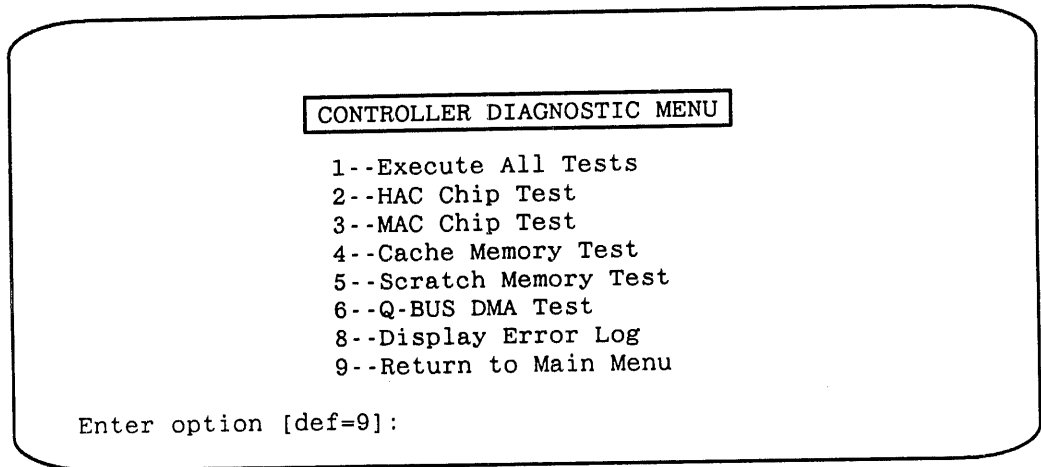 CONTROLLER DIAGNOSTIC MENU
1--Execute All Tests
2--HAC Chip Test
3--MAC Chip Test
4--Cache Memory Test
5--Scratch Memory Test
6--Q-BUS DMA Test
8--Display Error Log
9--Return to Main Menu
Enter option [def=9]: